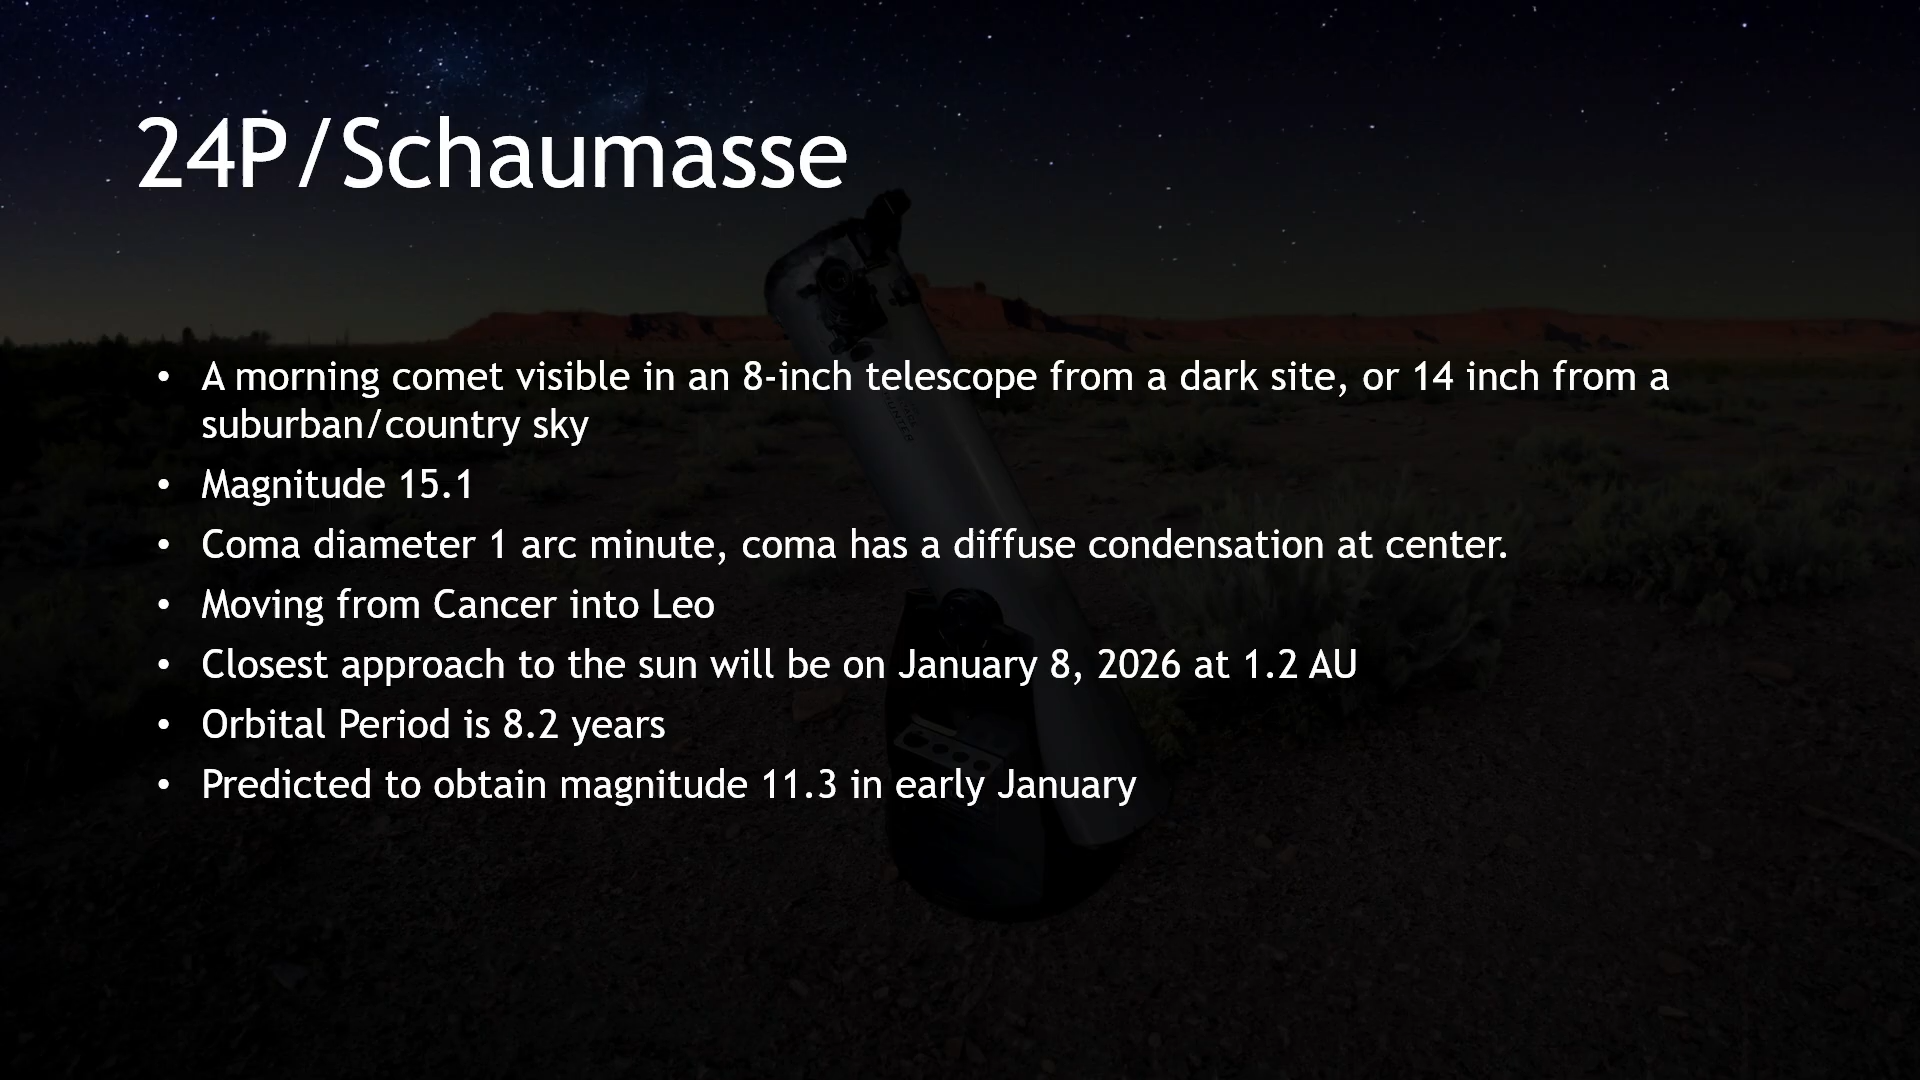 24P/Schaumasse
• A morning comet visible in an 8-inch telescope from a dark site, or 14 inch from a
suburban/country sky
• Magnitude 15.1
• Coma diameter 1 arc minute, coma has a diffuse condensation at center.
• Moving from Cancer into Leo
• Closest approach to the sun will be on January 8, 2026 at 1.2 AU
• Orbital Period is 8.2 years
• Predicted to obtain magnitude 11.3 in early January